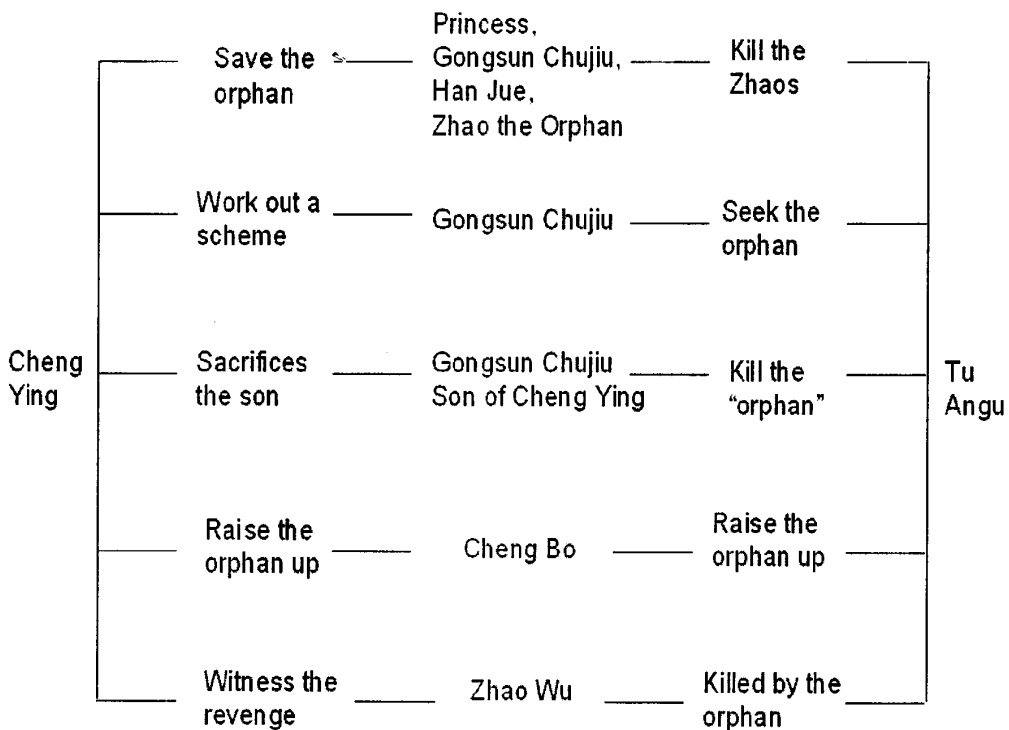 Save the
orphan
Princess,
Gongsun Chujiu,
Han Jue,
Zhao the Orphan
Kill the
Zhaos
Work out a
scheme
Gongsun Chujiu
Seek the
orphan
Cheng
Ying
Sacrifices
the son
Gongsun Chujiu
Son of Cheng Ying
Kill the
“orphan”
Tu
Angu
Raise the
orphan up
Cheng Bo
Raise the
orphan up
Witness the
revenge
Zhao Wu
Killed by the
orphan